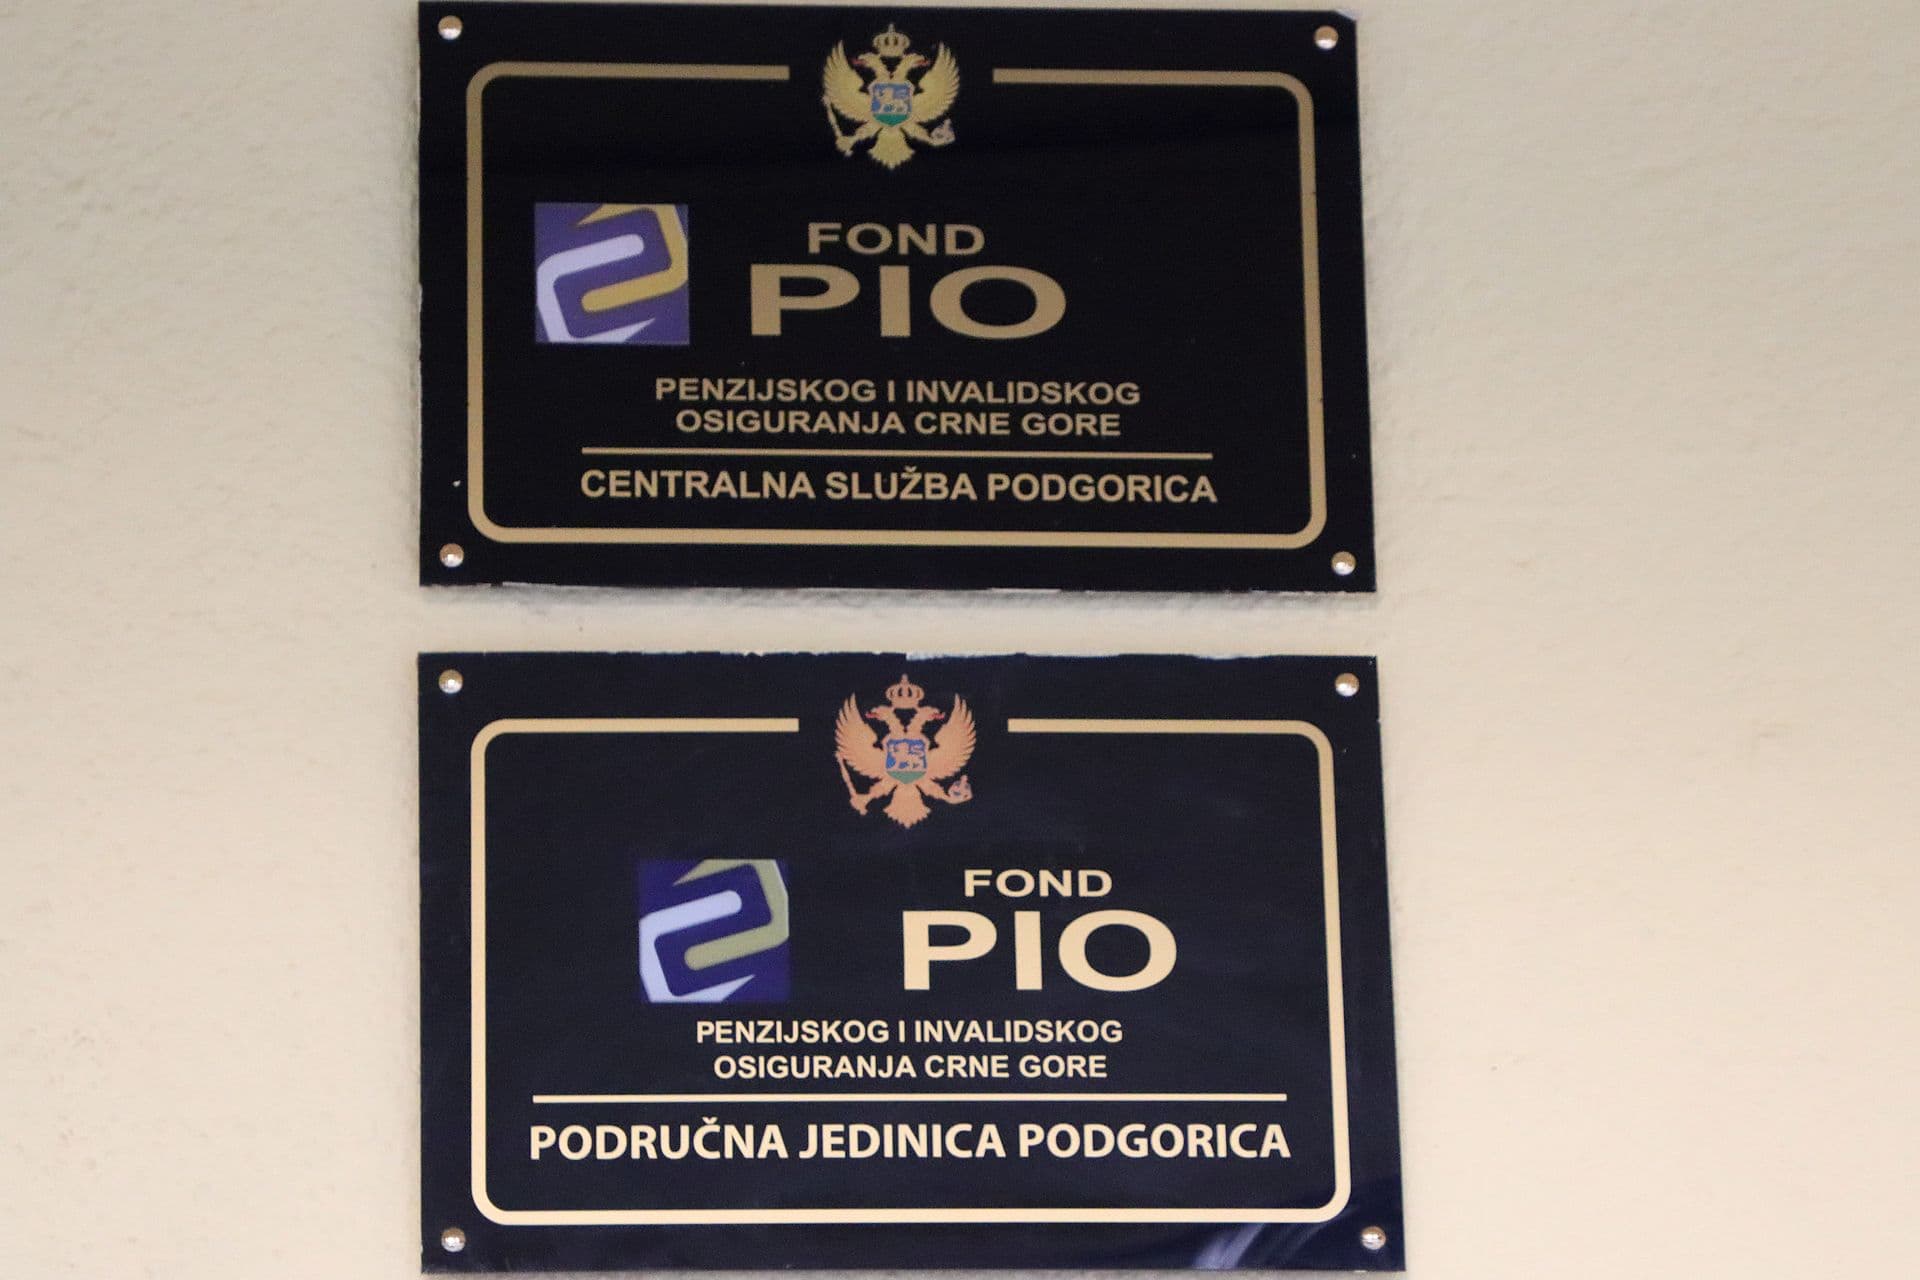 FOND
PIO
PENZIJSKOG I INVALIDSKOG
OSIGURANJA CRNE GORE
CENTRALNA SLUŽBA PODGORICA
FOND
PIO
PENZIJSKOG I INVALIDSKOG
OSIGURANJA CRNE GORE
PODRUČNA JEDINICA PODGORICA